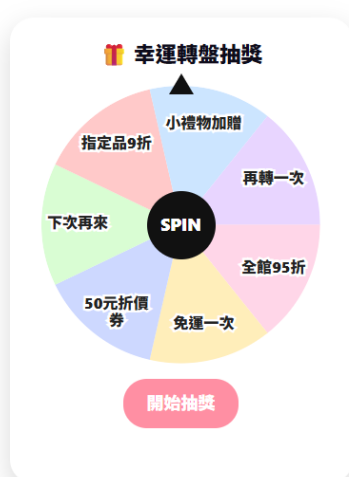 🎁 幸運轉盤抽獎
小禮物加贈
指定品9折
再轉一次
下次再來
SPIN
全館95折
50元折價
券
免運一次
開始抽獎